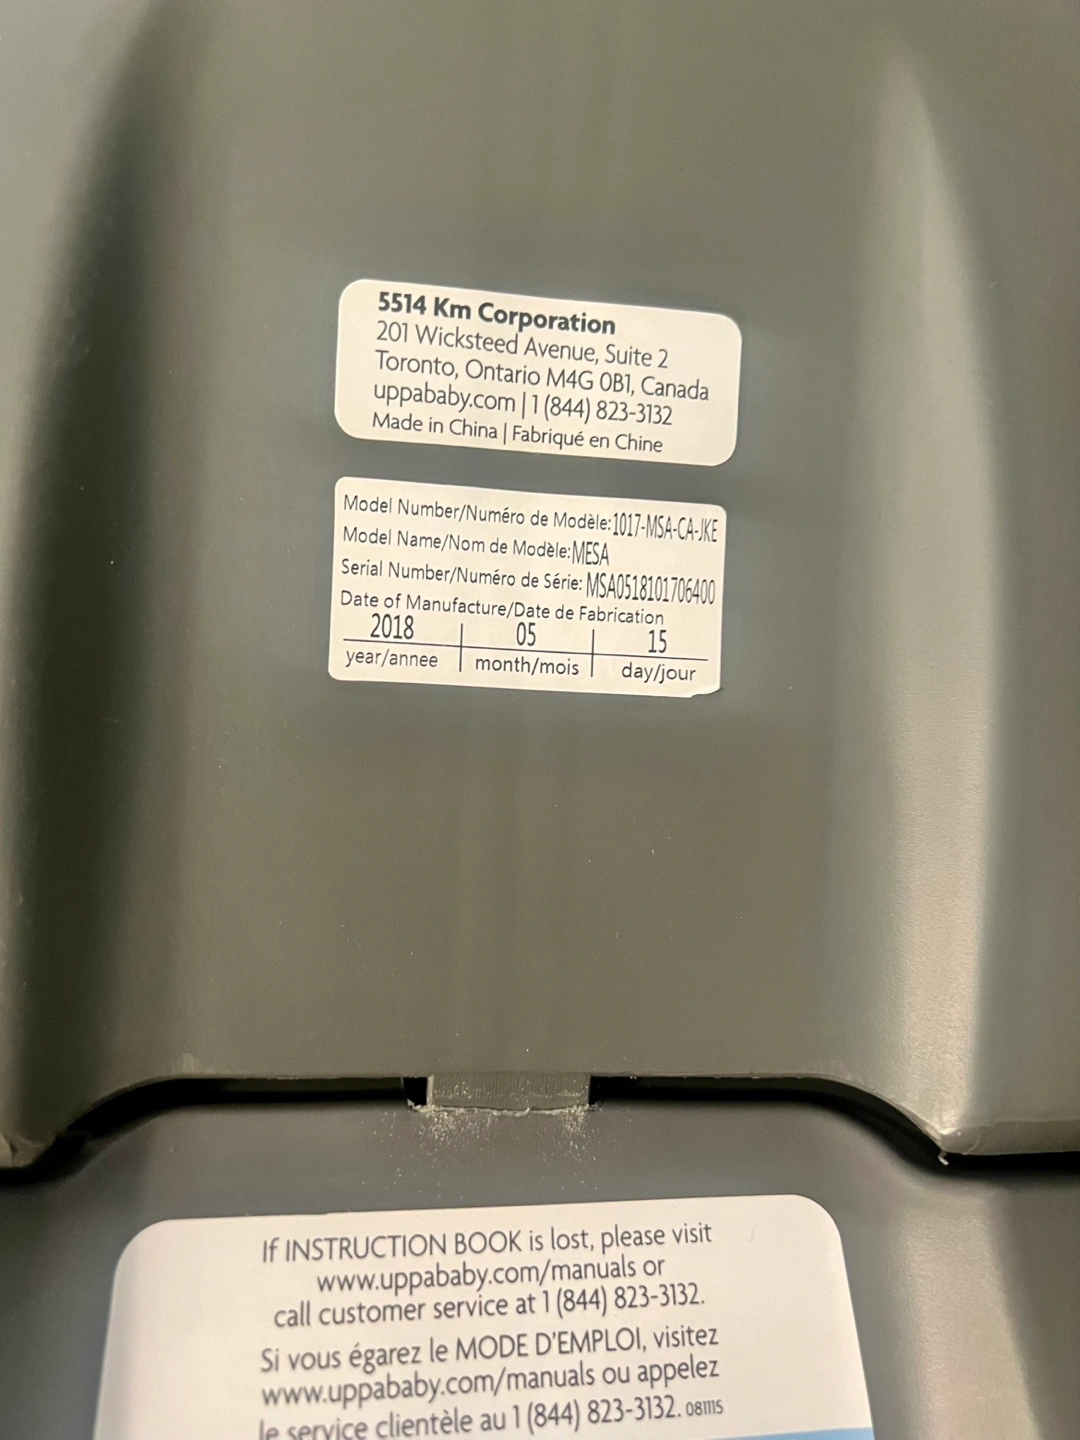 5514 Km Corporation
201 Wicksteed Avenue, Suite 2
Toronto, Ontario M4G 0B1, Canada
uppababy.com | 1 (844) 823-3132
Made in China | Fabriqué en Chine
Model Number/Numéro de Modèle:1017-MSA-CA-JKE
Model Name/Nom de Modèle:MESA
Serial Number/Numéro de Série: MSA0518101706400
Date of Manufacture/Date de Fabrication
2018 | 05 | 15
year/annee | month/mois | day/jour
If INSTRUCTION BOOK is lost, please visit
www.uppababy.com/manuals or
call customer service at 1 (844) 823-3132.
Si vous égarez le MODE D'EMPLOI, visitez
www.uppababy.com/manuals ou appelez
le service clientèle au 1 (844) 823-3132. 081115